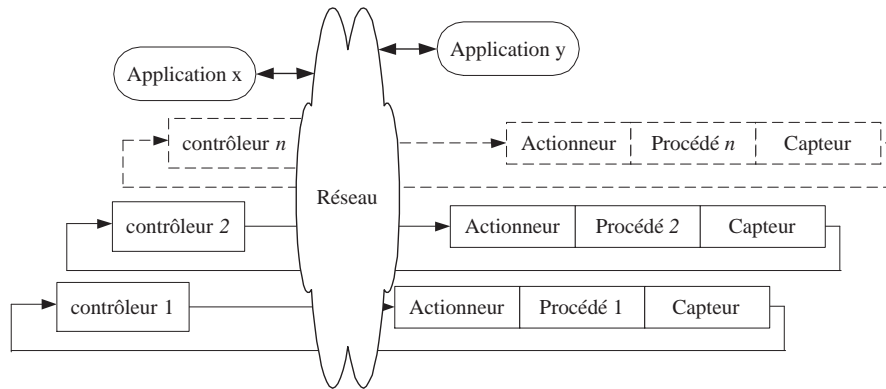 Application x
Application y
contrôleur n
Actionneur Procédé n Capteur
Réseau
contrôleur 2
Actionneur Procédé 2 Capteur
contrôleur 1
Actionneur Procédé 1 Capteur